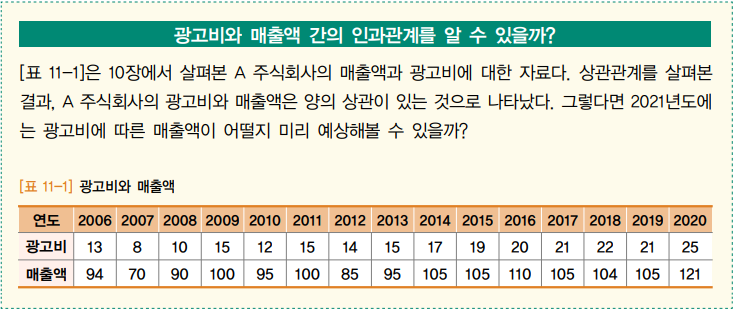 광고비와 매출액 간의 인과관계를 알 수 있을까?
[표 11-1]은 10장에서 살펴본 A 주식회사의 매출액과 광고비에 대한 자료다. 상관관계를 살펴본
결과, A 주식회사의 광고비와 매출액은 양의 상관이 있는 것으로 나타났다. 그렇다면 2021년도에
는 광고비에 따른 매출액이 어떨지 미리 예상해볼 수 있을까?
[표 11-1] 광고비와 매출액
연도 2006 2007 2008 2009 2010 2011 2012 2013 2014 2015 2016 2017 2018 2019 2020
광고비 13 8 10 15 12 15 14 15 17 19 20 21 22 21 25
매출액 94 70 90 100 95 100 85 95 105 105 110 105 104 105 121